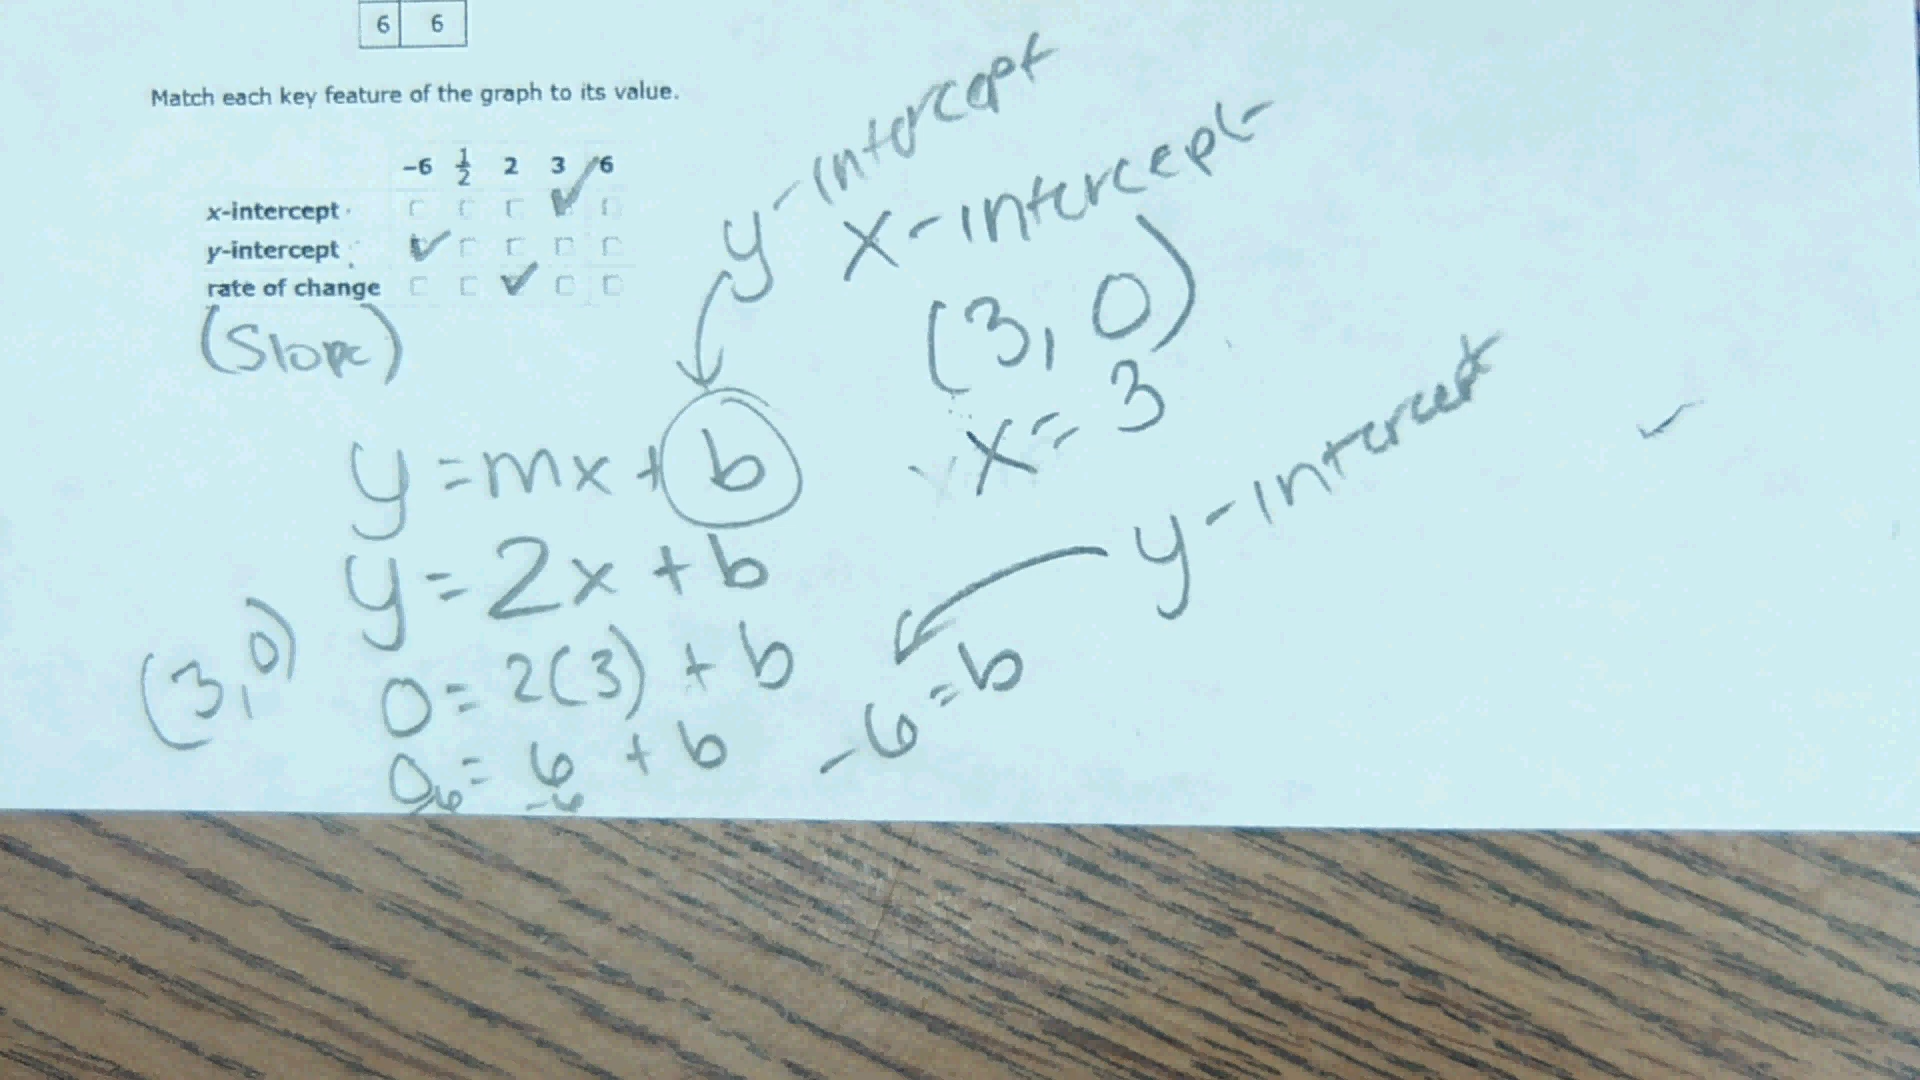 6 6
Match each key feature of the graph to its value.
-6 1/2 2 3 6
x-intercept
y-intercept
rate of change
(Slope)
y-intercept
x-intercept
(3, 0)
x = 3
y = mx + b
y = 2x + b
y-intercept
(3, 0)
0 = 2(3) + b
-6 = b
0 = 6 + b
-6 -6